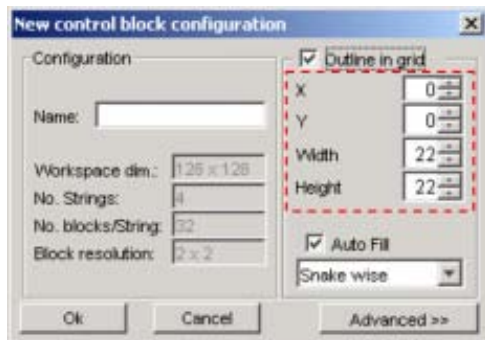 New control block configuration
Configuration
Name:
Workspace dim.: 128 x 128
No. Strings: 4
No. blocks/String: 32
Block resolution: 2 x 2
Outline in grid
X 0
Y 0
Width 22
Height 22
Auto Fill
Snake wise
Ok
Cancel
Advanced >>